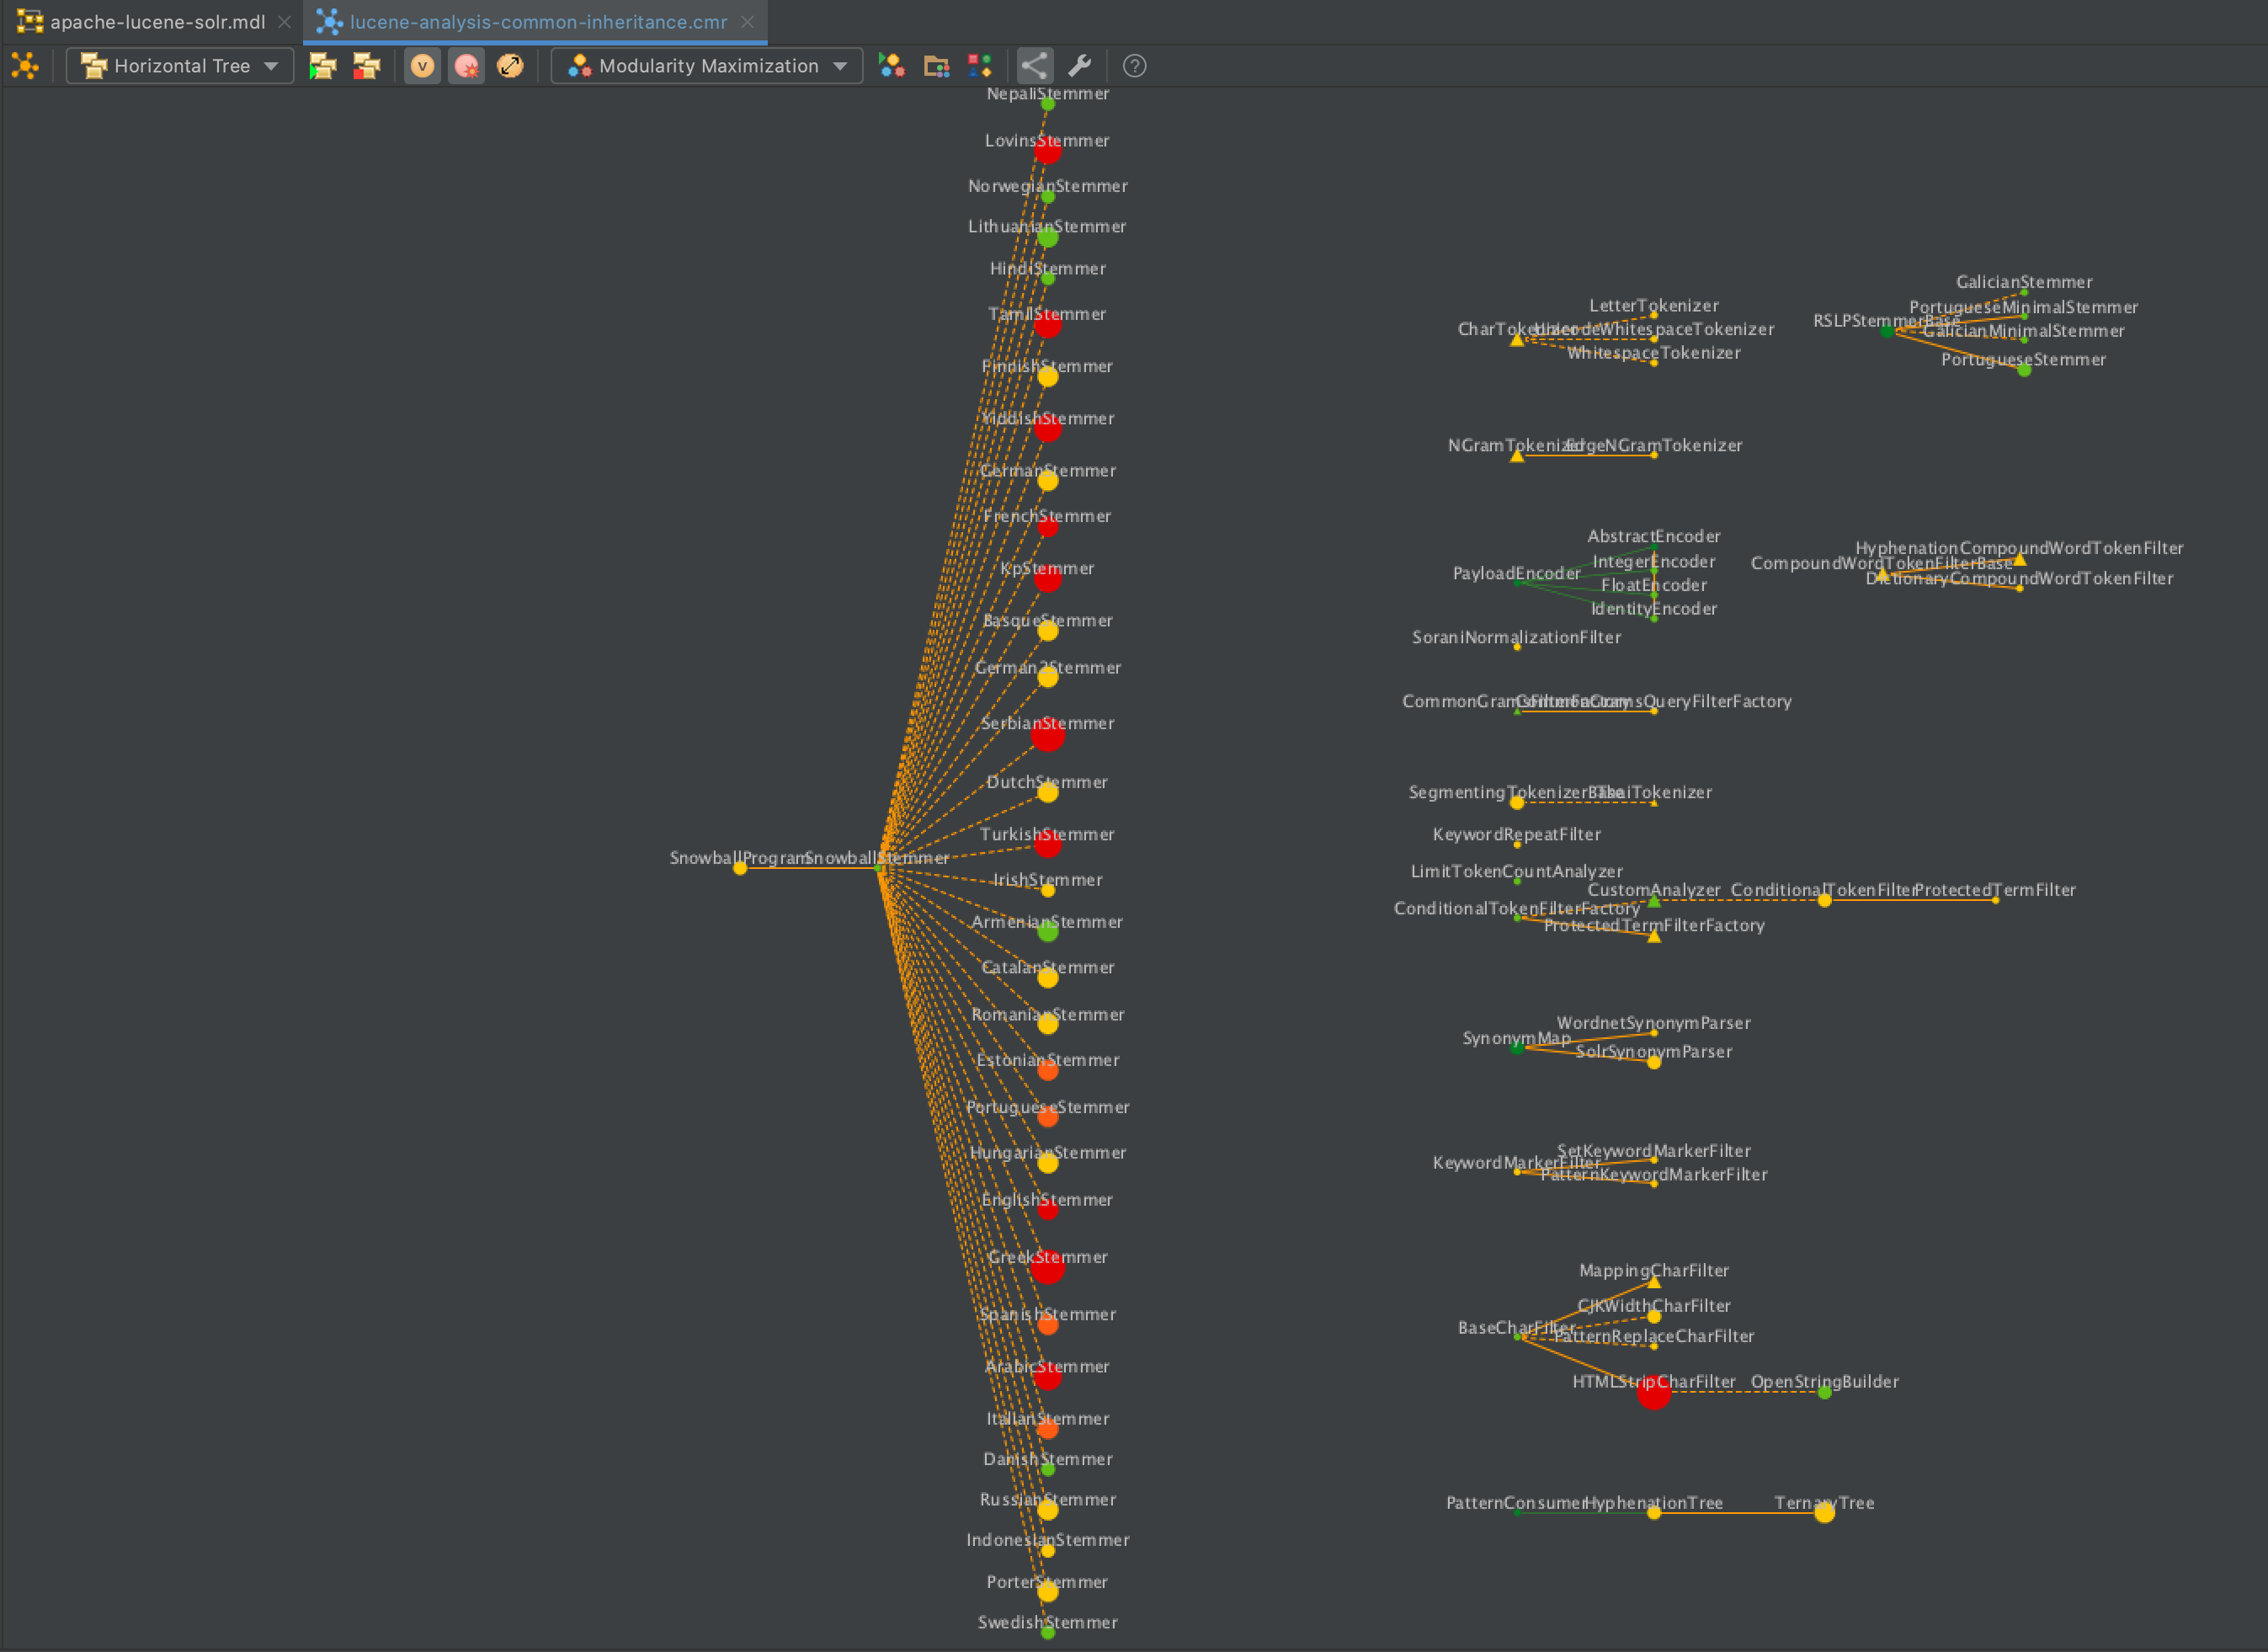 apache-lucene-solr.mdl
lucene-analysis-common-inheritance.cmr
Horizontal Tree
V
Modularity Maximization
?
NepaliStemmer
LovinsStemmer
NorwegianStemmer
LithuanianStemmer
HindiStemmer
TamilStemmer
FinnishStemmer
YiddishStemmer
GermanStemmer
FrenchStemmer
KpStemmer
BasqueStemmer
German2Stemmer
SerbianStemmer
DutchStemmer
TurkishStemmer
SnowballProgram
SnowballStemmer
IrishStemmer
ArmenianStemmer
CatalanStemmer
RomanianStemmer
EstonianStemmer
PortugueseStemmer
HungarianStemmer
EnglishStemmer
GreekStemmer
SpanishStemmer
ArabicStemmer
ItalianStemmer
DanishStemmer
RussianStemmer
IndonesianStemmer
PorterStemmer
SwedishStemmer
LetterTokenizer
CharTokenizer
UnicodeWhitespaceTokenizer
WhitespaceTokenizer
GalicianStemmer
PortugueseMinimalStemmer
RSLPStemmerBase
GalicianMinimalStemmer
PortugueseStemmer
NGramTokenizer
EdgeNGramTokenizer
AbstractEncoder
IntegerEncoder
PayloadEncoder
FloatEncoder
IdentityEncoder
HyphenationCompoundWordTokenFilter
CompoundWordTokenFilterBase
DictionaryCompoundWordTokenFilter
SoraniNormalizationFilter
CommonGramsFilterFactory
CommonGramsQueryFilterFactory
SegmentingTokenizerBase
ThaiTokenizer
KeywordRepeatFilter
LimitTokenCountAnalyzer
CustomAnalyzer
ConditionalTokenFilter
ProtectedTermFilter
ConditionalTokenFilterFactory
ProtectedTermFilterFactory
WordnetSynonymParser
SynonymMap
SolrSynonymParser
SetKeywordMarkerFilter
KeywordMarkerFilter
PatternKeywordMarkerFilter
MappingCharFilter
CJKWidthCharFilter
BaseCharFilter
PatternReplaceCharFilter
HTMLStripCharFilter
OpenStringBuilder
PatternConsumer
HyphenationTree
TernaryTree